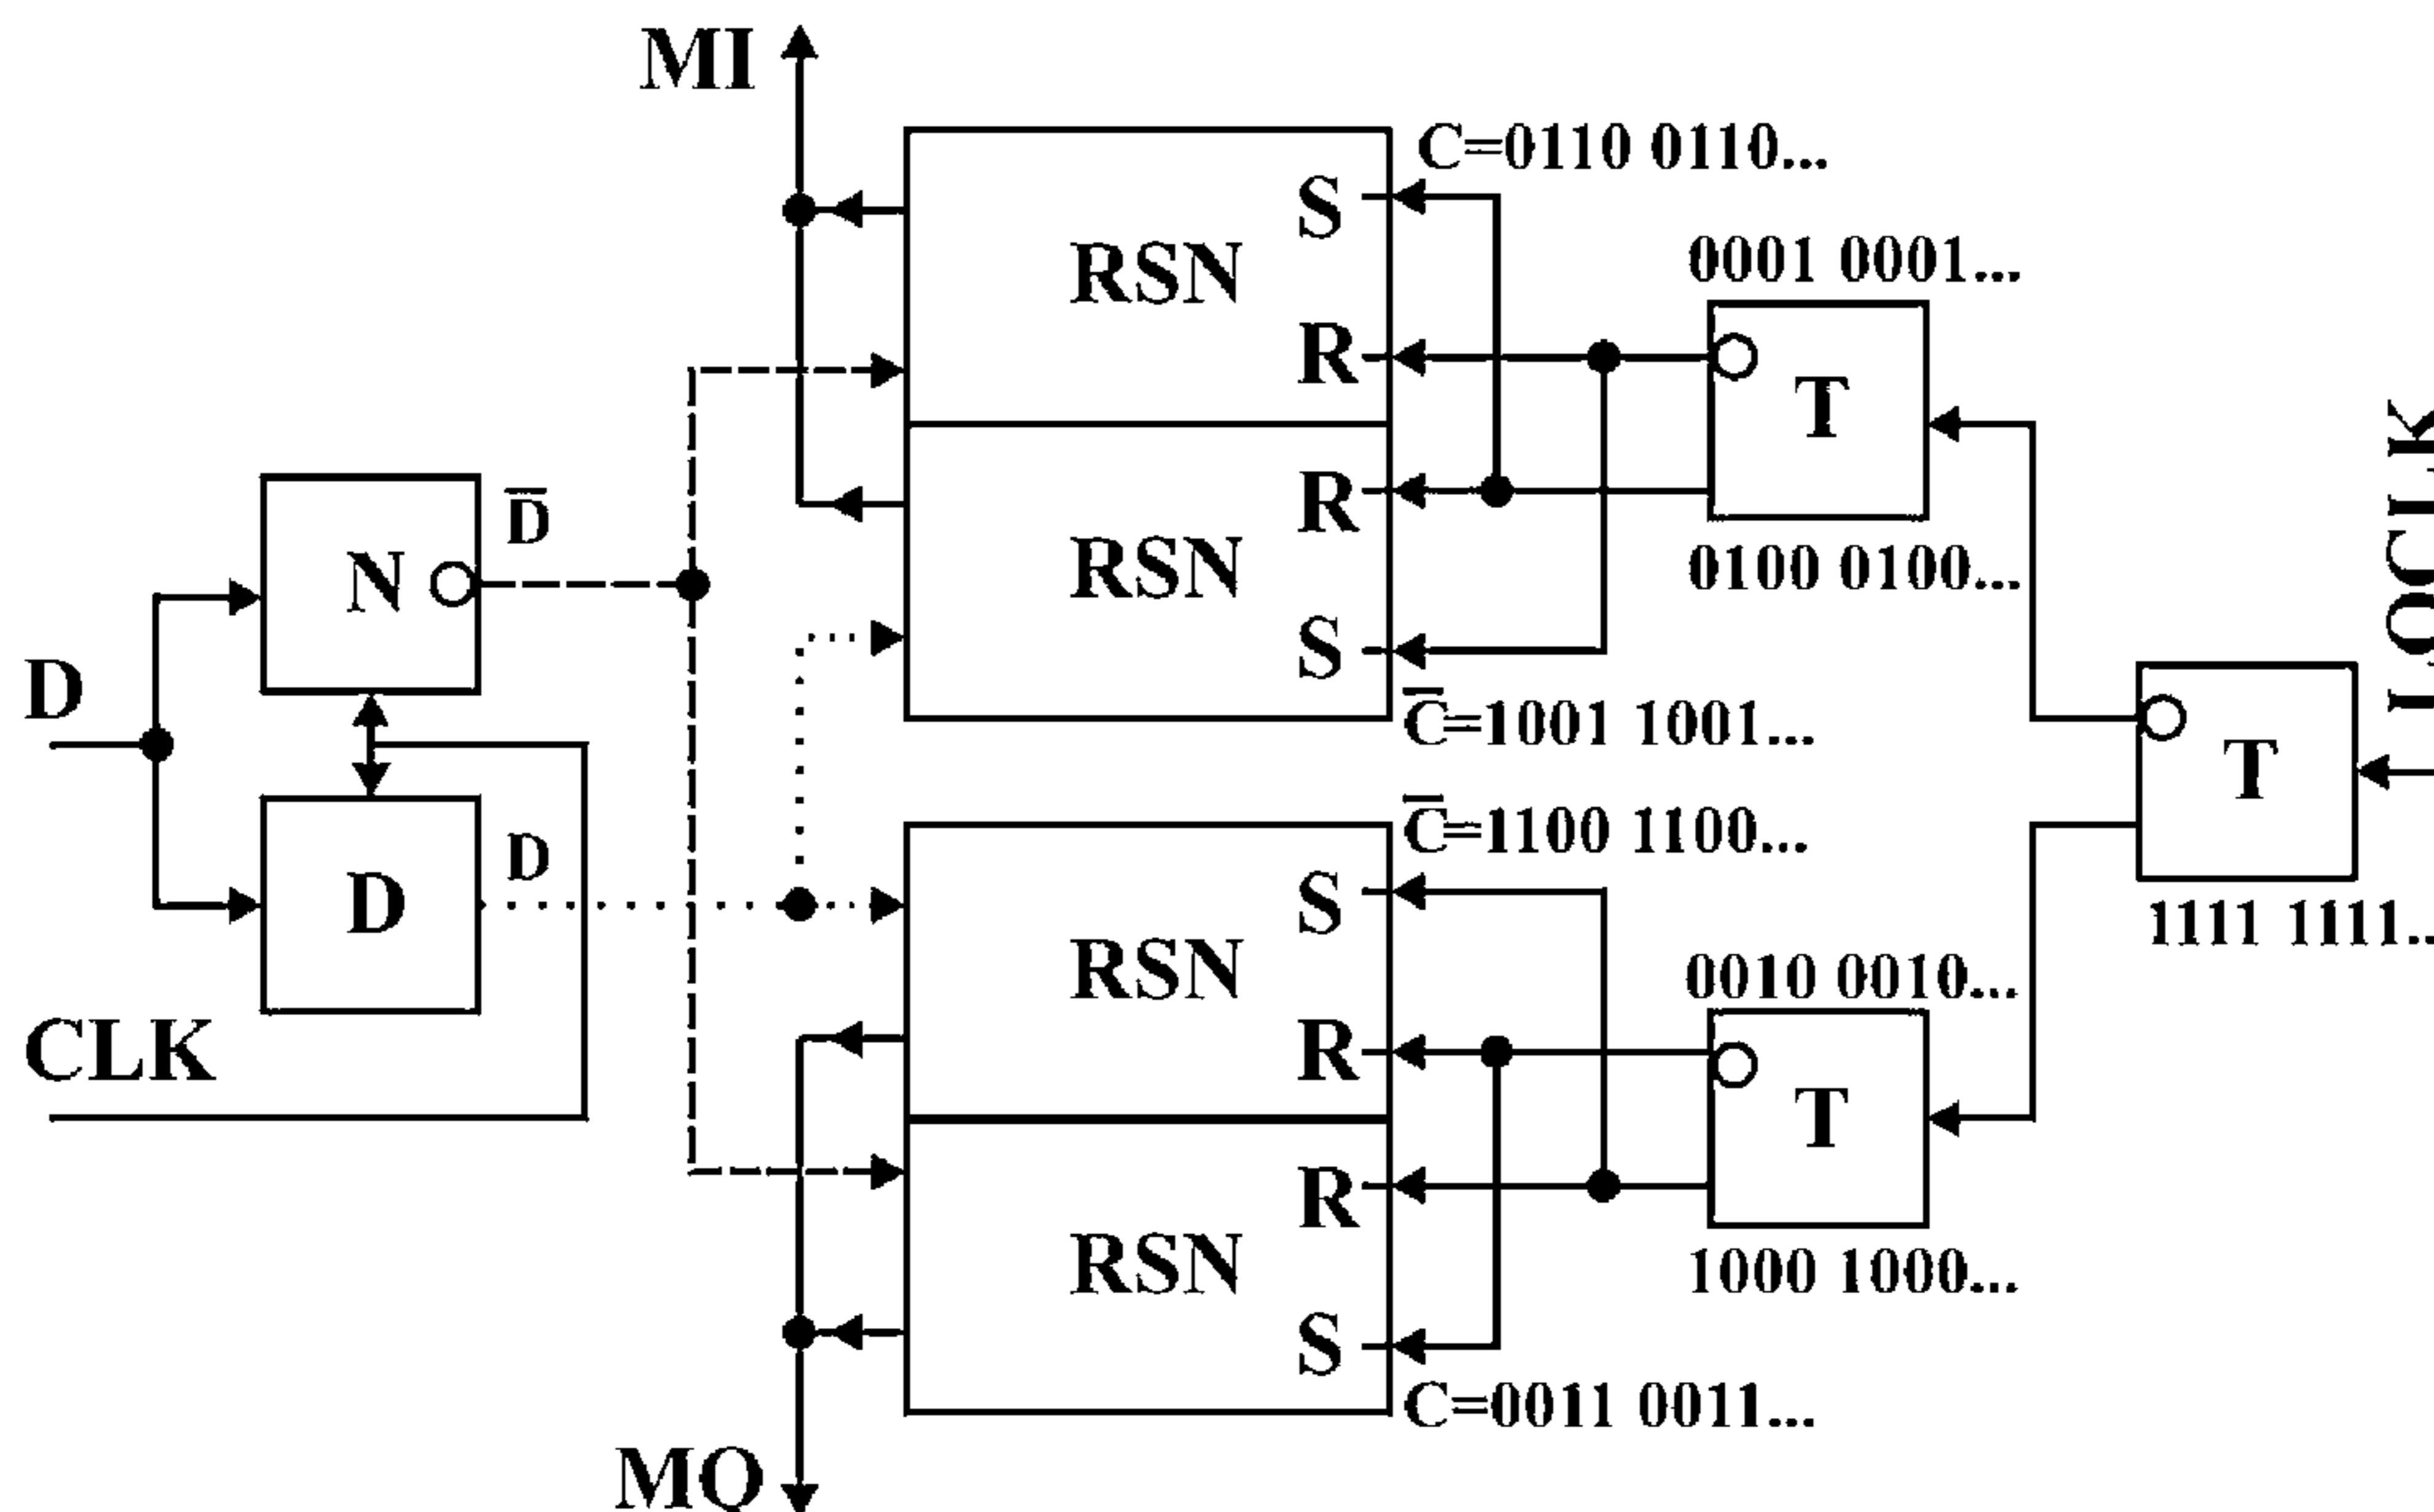 MI
C=0110 0110...
S
RSN
0001 0001...
R
T
R
RSN
0100 0100...
S
C̅=1001 1001...
N
D̅
D
D
D
CLK
LOCLK
T
1111 1111..
C̅=1100 1100...
S
RSN
0010 0010...
R
T
R
RSN
1000 1000...
S
C=0011 0011...
MQ